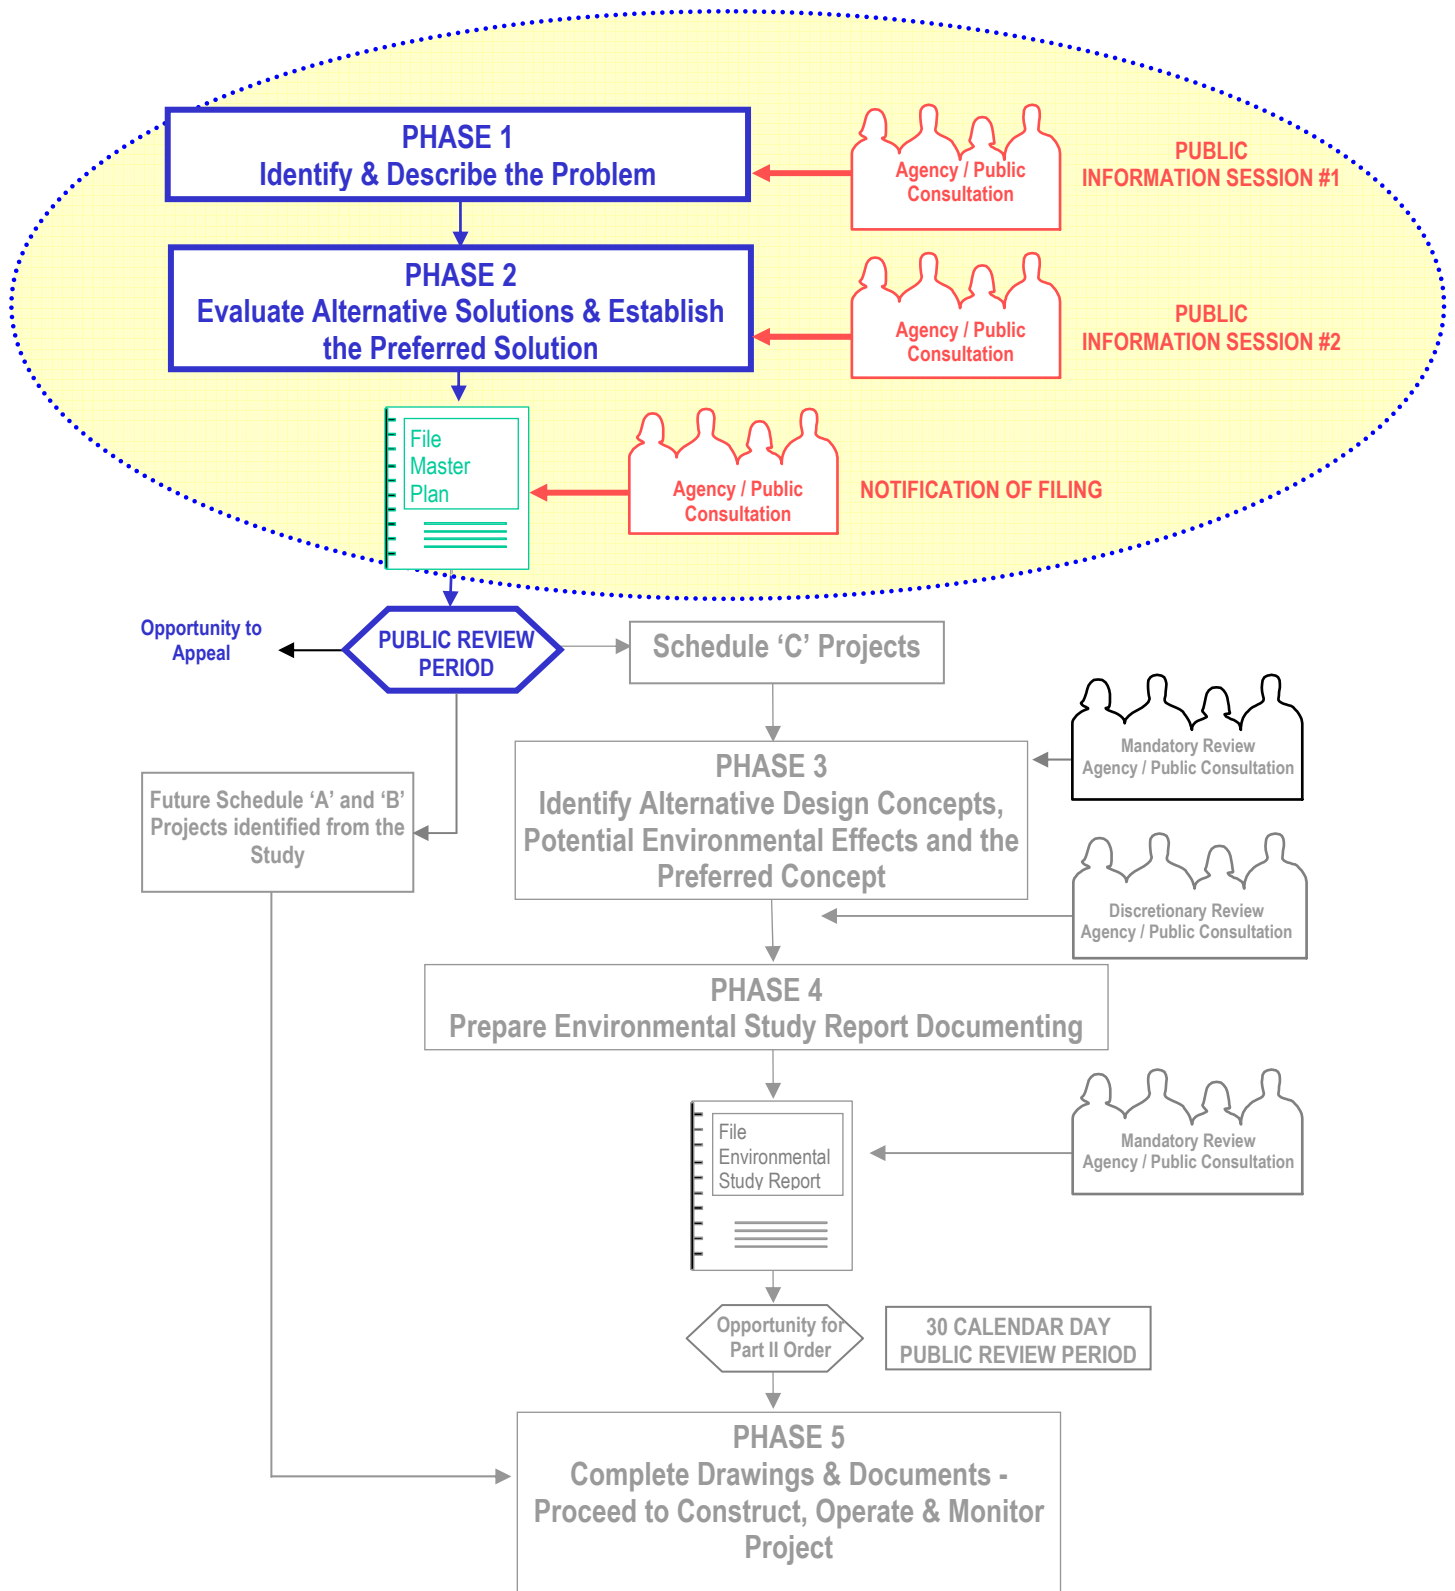 PHASE 1
Identify & Describe the Problem
Agency / Public
Consultation
PUBLIC
INFORMATION SESSION #1
PHASE 2
Evaluate Alternative Solutions & Establish
the Preferred Solution
Agency / Public
Consultation
PUBLIC
INFORMATION SESSION #2
File
Master
Plan
Agency / Public
Consultation
NOTIFICATION OF FILING
Opportunity to
Appeal
PUBLIC REVIEW
PERIOD
Schedule ‘C’ Projects
Mandatory Review
Agency / Public Consultation
PHASE 3
Identify Alternative Design Concepts,
Potential Environmental Effects and the
Preferred Concept
Future Schedule ‘A’ and ‘B’
Projects identified from the
Study
Discretionary Review
Agency / Public Consultation
PHASE 4
Prepare Environmental Study Report Documenting
File
Environmental
Study Report
Mandatory Review
Agency / Public Consultation
Opportunity for
Part II Order
30 CALENDAR DAY
PUBLIC REVIEW PERIOD
PHASE 5
Complete Drawings & Documents -
Proceed to Construct, Operate & Monitor
Project